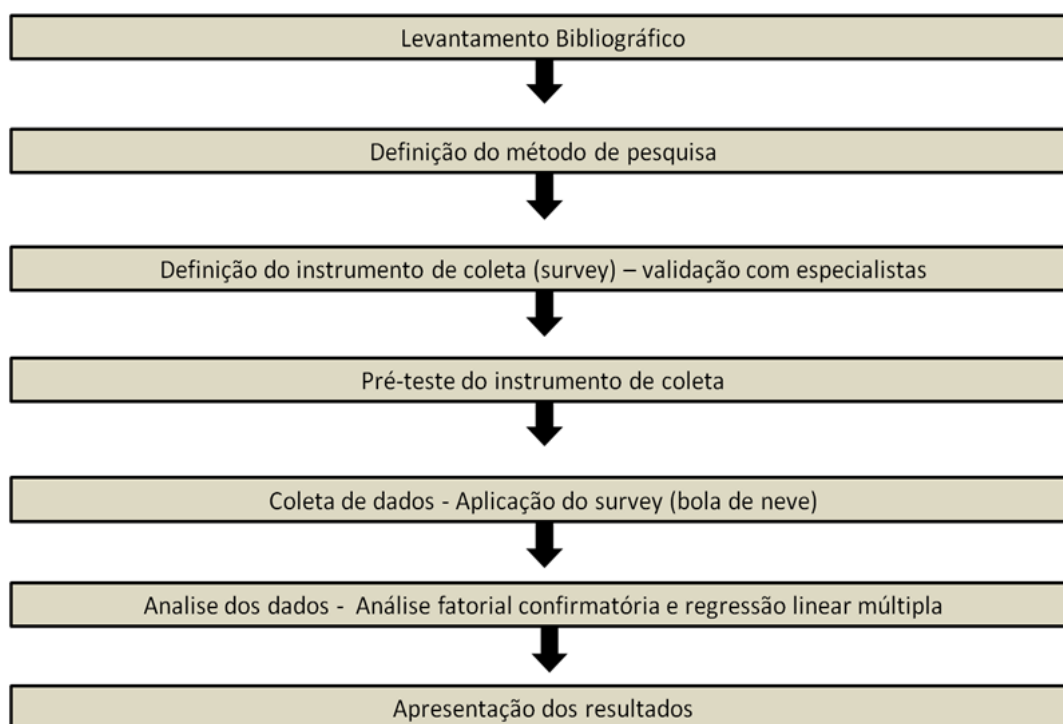 Levantamento Bibliográfico
Definição do método de pesquisa
Definição do instrumento de coleta (survey) – validação com especialistas
Pré-teste do instrumento de coleta
Coleta de dados - Aplicação do survey (bola de neve)
Analise dos dados - Análise fatorial confirmatória e regressão linear múltipla
Apresentação dos resultados